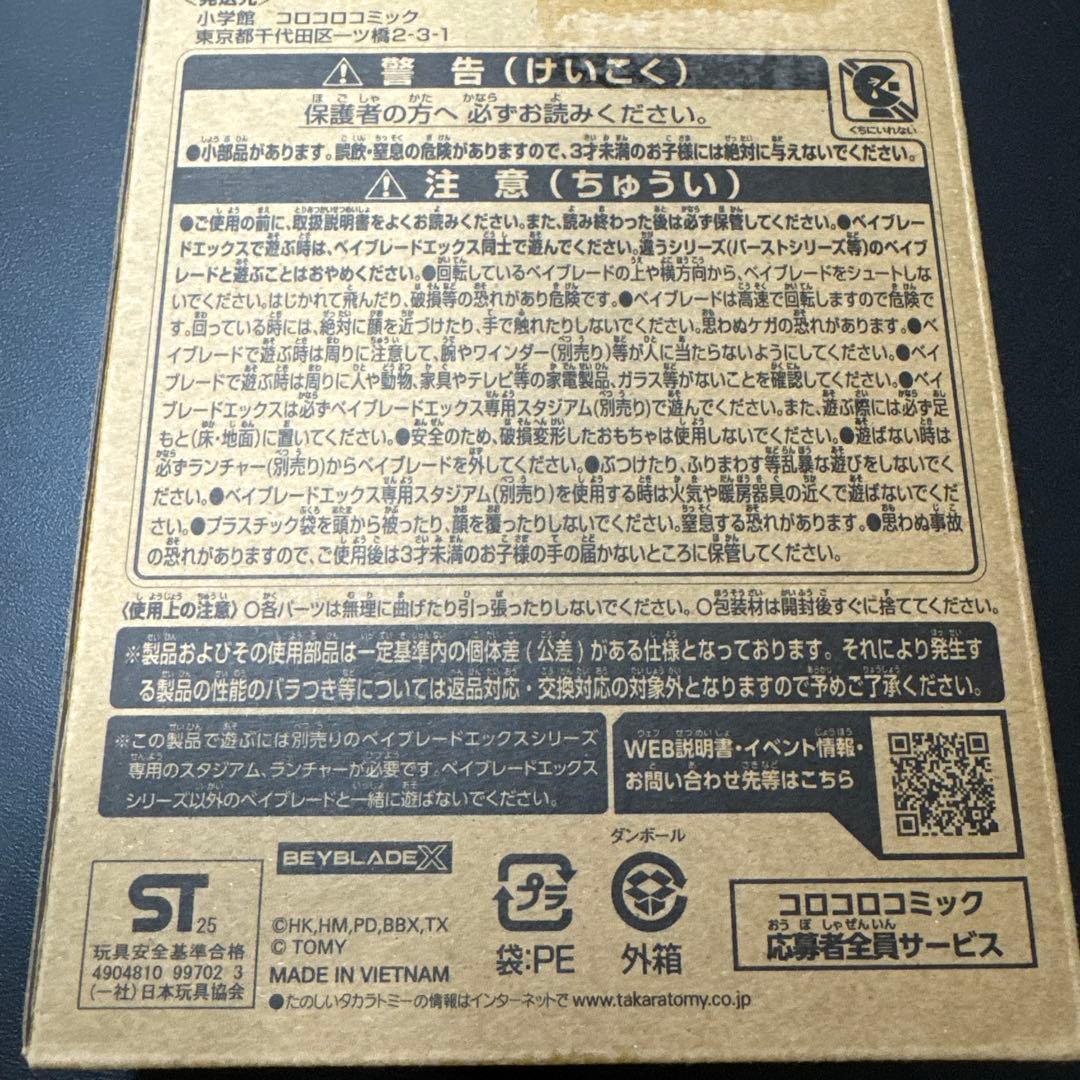 <発送元>
小学館 コロコロコミック
東京都千代田区一ツ橋2-3-1
⚠警 告(けいこく)
保護者の方へ 必ずお読みください。
くちにいれない
●小部品があります。誤飲・窒息の危険がありますので、3才未満のお子様には絶対に与えないでください。
⚠注 意(ちゅうい)
●ご使用の前に、取扱説明書をよくお読みください。また、読み終わった後は必ず保管してください。●ベイブレー
ドエックスで遊ぶ時は、ベイブレードエックス同士で遊んでください。違うシリーズ(バーストシリーズ等)のベイブ
レードと遊ぶことはおやめください。●回転しているベイブレードの上や横方向から、ベイブレードをシュートしな
いでください。はじかれて飛んだり、破損等の恐れがあり危険です。●ベイブレードは高速で回転しますので危険で
す。回っている時には、絶対に顔を近づけたり、手で触れたりしないでください。思わぬケガの恐れがあります。●ベ
イブレードで遊ぶ時は周りに注意して、腕やワインダー(別売り)等が人に当たらないようにしてください。●ベイ
ブレードで遊ぶ時は周りに人や動物、家具やテレビ等の家電製品、ガラス等がないことを確認してください。●ベイ
ブレードエックスは必ずベイブレードエックス専用スタジアム(別売り)で遊んでください。また、遊ぶ際には必ず足
もと(床・地面)に置いてください。●安全のため、破損変形したおもちゃは使用しないでください。●遊ばない時は
必ずランチャー(別売り)からベイブレードを外してください。●ぶつけたり、ふりまわす等乱暴な遊びをしないでく
ださい。●ベイブレードエックス専用スタジアム(別売り)を使用する時は火気や暖房器具の近くで遊ばないでくだ
さい。●プラスチック袋を頭から被ったり、顔を覆ったりしないでください。窒息する恐れがあります。●思わぬ事故
の恐れがありますので、ご使用後は3才未満のお子様の手の届かないところに保管してください。
〈使用上の注意〉○各パーツは無理に曲げたり引っ張ったりしないでください。○包装材は開封後すぐに捨ててください。
※製品およびその使用部品は一定基準内の個体差(公差)がある仕様となっております。それにより発生す
る製品の性能のバラつき等については返品対応・交換対応の対象外となりますので予めご了承ください。
※この製品で遊ぶには別売りのベイブレードエックスシリーズ
専用のスタジアム、ランチャーが必要です。ベイブレードエックス
シリーズ以外のベイブレードと一緒に遊ばないでください。
WEB説明書・イベント情報・
お問い合わせ先等はこちら
ST 25
玩具安全基準合格
4904810 99702 3
(一社)日本玩具協会
BEYBLADE X
©HK,HM,PD,BBX,TX
© TOMY
MADE IN VIETNAM
プラ
袋:PE
ダンボール
外箱
コロコロコミック
応募者全員サービス
●たのしいタカラトミーの情報はインターネットで www.takaratomy.co.jp